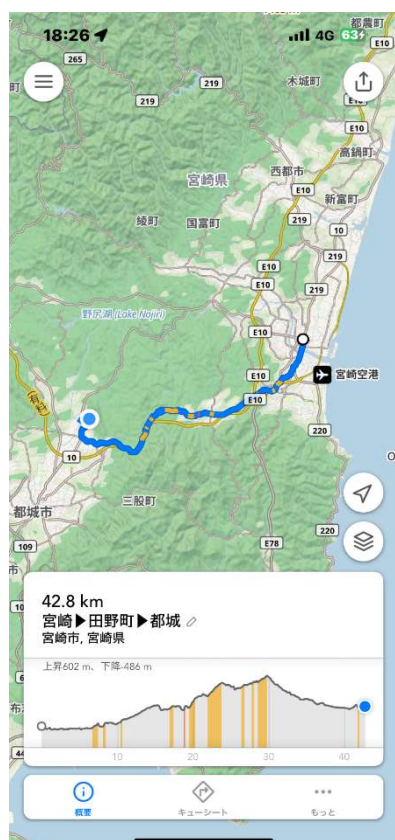 都農町
18:26
4G 63
E10
265
木城町
219
219
219
E10
高鍋町
西都市
宮崎県
E10
新富町
綾町
国富町
219
10
E10
219
E10
野尻湖 (Lake Nojiri)
E10
E10
宮崎空港
有料
E10
220
10
三股町
都城市
220
109
E78
42.8 km
宮崎▶田野町▶都城
宮崎市, 宮崎県
上昇602 m、下降-486 m
10
20
30
40
概要
キューシート
もっと